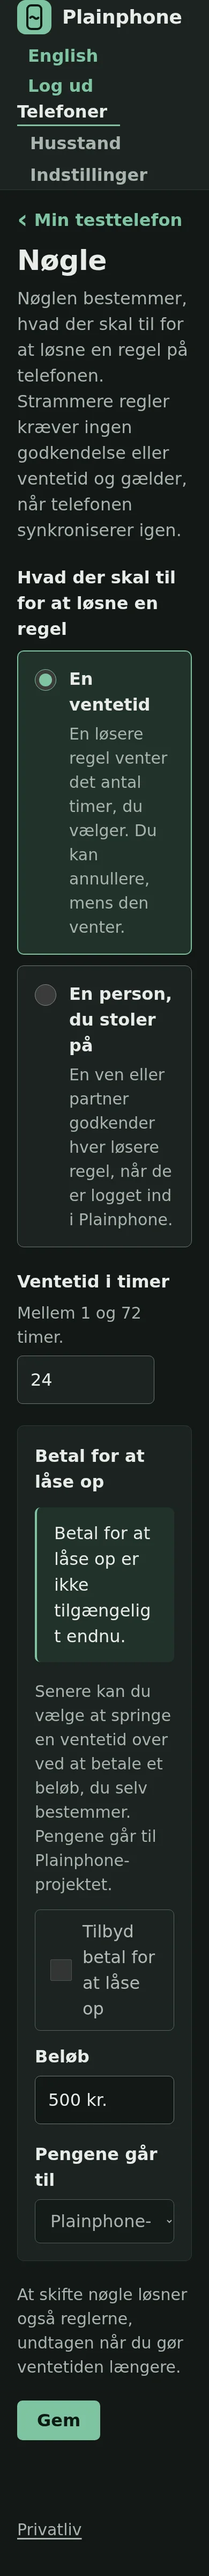 Plainphone
English
Log ud
Telefoner
Husstand
Indstillinger
‹ Min testtelefon
Nøgle
Nøglen bestemmer,
hvad der skal til for
at løsne en regel på
telefonen.
Strammere regler
kræver ingen
godkendelse eller
ventetid og gælder,
når telefonen
synkroniserer igen.
Hvad der skal til
for at løsne en
regel
En
ventetid
En løsere
regel venter
det antal
timer, du
vælger. Du
kan
annullere,
mens den
venter.
En person,
du stoler
på
En ven eller
partner
godkender
hver løsere
regel, når de
er logget ind
i Plainphone.
Ventetid i timer
Mellem 1 og 72
timer.
24
Betal for at
låse op
Betal for at
låse op er
ikke
tilgængelig
t endnu.
Senere kan du
vælge at springe
en ventetid over
ved at betale et
beløb, du selv
bestemmer.
Pengene går til
Plainphone-
projektet.
Tilbyd
betal for
at låse
op
Beløb
500 kr.
Pengene går
til
Plainphone-
At skifte nøgle løsner
også reglerne,
undtagen når du gør
ventetiden længere.
Gem
Privatliv